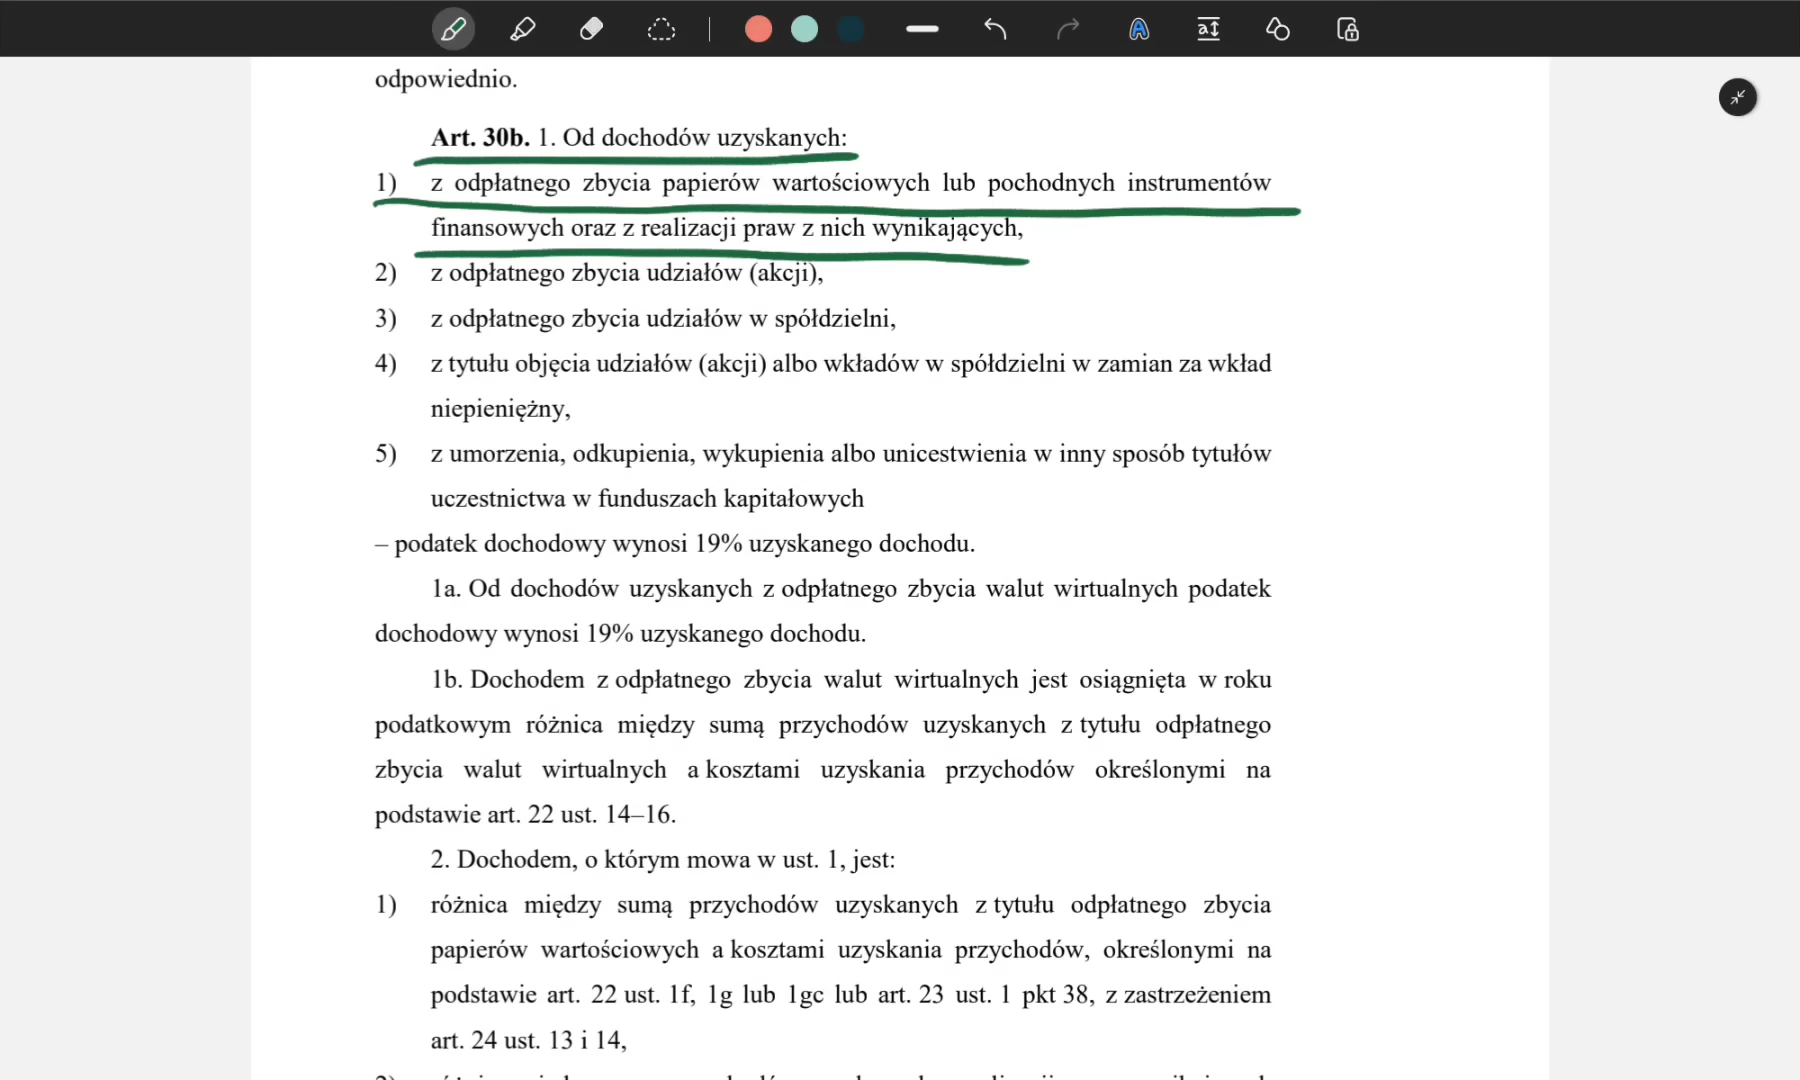 odpowiednio.
Art. 30b. 1. Od dochodów uzyskanych:
1) z odpłatnego zbycia papierów wartościowych lub pochodnych instrumentów
finansowych oraz z realizacji praw z nich wynikających,
2) z odpłatnego zbycia udziałów (akcji),
3) z odpłatnego zbycia udziałów w spółdzielni,
4) z tytułu objęcia udziałów (akcji) albo wkładów w spółdzielni w zamian za wkład
niepieniężny,
5) z umorzenia, odkupienia, wykupienia albo unicestwienia w inny sposób tytułów
uczestnictwa w funduszach kapitałowych
– podatek dochodowy wynosi 19% uzyskanego dochodu.
1a. Od dochodów uzyskanych z odpłatnego zbycia walut wirtualnych podatek
dochodowy wynosi 19% uzyskanego dochodu.
1b. Dochodem z odpłatnego zbycia walut wirtualnych jest osiągnięta w roku
podatkowym różnica między sumą przychodów uzyskanych z tytułu odpłatnego
zbycia walut wirtualnych a kosztami uzyskania przychodów określonymi na
podstawie art. 22 ust. 14–16.
2. Dochodem, o którym mowa w ust. 1, jest:
1) różnica między sumą przychodów uzyskanych z tytułu odpłatnego zbycia
papierów wartościowych a kosztami uzyskania przychodów, określonymi na
podstawie art. 22 ust. 1f, 1g lub 1gc lub art. 23 ust. 1 pkt 38, z zastrzeżeniem
art. 24 ust. 13 i 14,